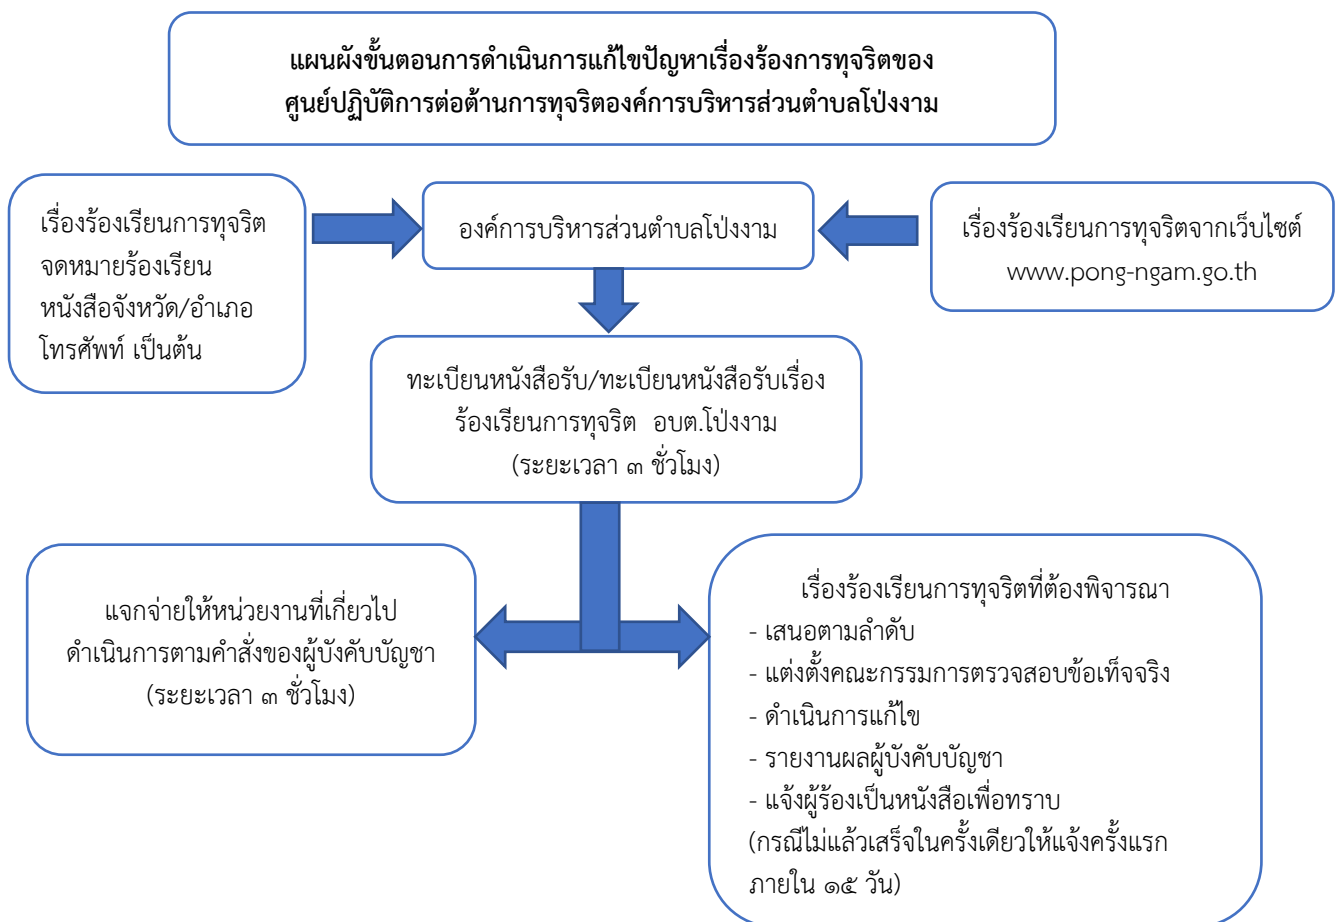 แผนผังขั้นตอนการดำเนินการแก้ไขปัญหาเรื่องร้องการทุจริตของ
ศูนย์ปฏิบัติการต่อต้านการทุจริตองค์การบริหารส่วนตำบลโป่งงาม
เรื่องร้องเรียนการทุจริต
จดหมายร้องเรียน
หนังสือจังหวัด/อำเภอ
โทรศัพท์ เป็นต้น
องค์การบริหารส่วนตำบลโป่งงาม
เรื่องร้องเรียนการทุจริตจากเว็บไซต์
www.pong-ngam.go.th
ทะเบียนหนังสือรับ/ทะเบียนหนังสือรับเรื่อง
ร้องเรียนการทุจริต อบต.โป่งงาม
(ระยะเวลา ๓ ชั่วโมง)
แจกจ่ายให้หน่วยงานที่เกี่ยวไป
ดำเนินการตามคำสั่งของผู้บังคับบัญชา
(ระยะเวลา ๓ ชั่วโมง)
เรื่องร้องเรียนการทุจริตที่ต้องพิจารณา
- เสนอตามลำดับ
- แต่งตั้งคณะกรรมการตรวจสอบข้อเท็จจริง
- ดำเนินการแก้ไข
- รายงานผลผู้บังคับบัญชา
- แจ้งผู้ร้องเป็นหนังสือเพื่อทราบ
(กรณีไม่แล้วเสร็จในครั้งเดียวให้แจ้งครั้งแรก
ภายใน ๑๕ วัน)